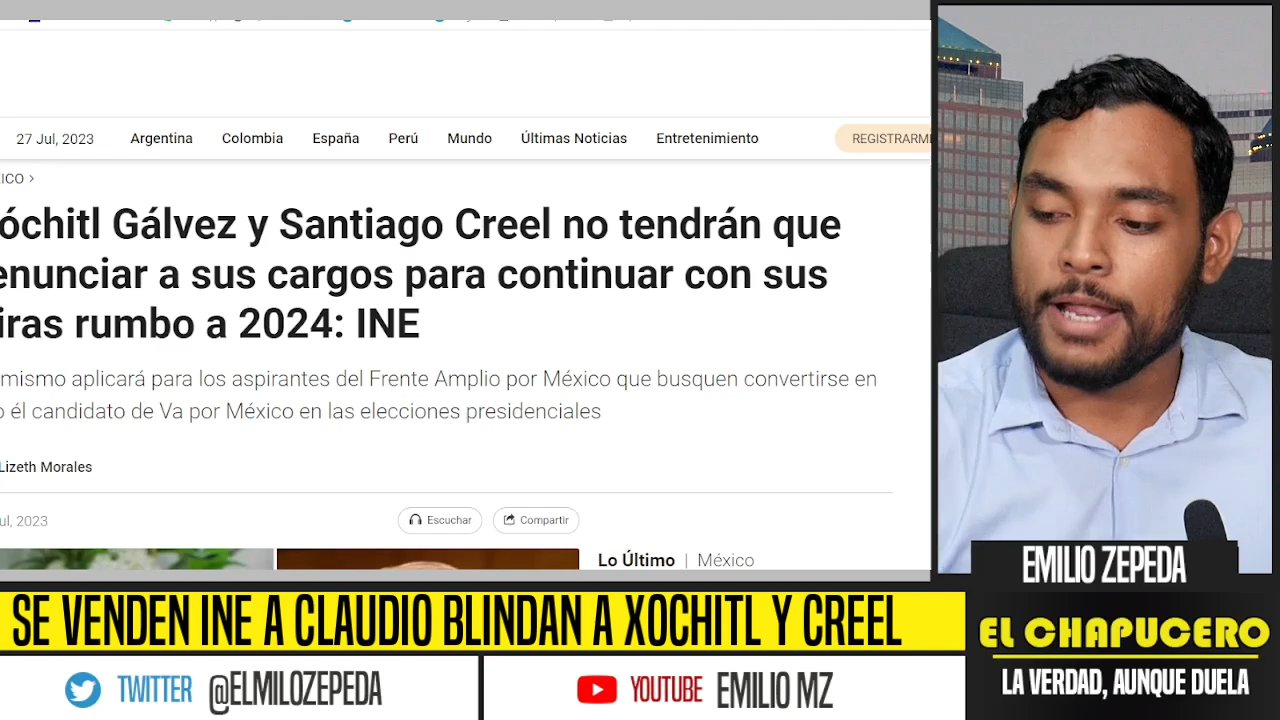 27 Jul, 2023 Argentina Colombia España Perú Mundo Últimas Noticias Entretenimiento REGISTRARM
ICO >
óchitl Gálvez y Santiago Creel no tendrán que
enunciar a sus cargos para continuar con sus
iras rumbo a 2024: INE
mismo aplicará para los aspirantes del Frente Amplio por México que busquen convertirse en
o él candidato de Va por México en las elecciones presidenciales
Lizeth Morales
ul, 2023 Escuchar Compartir
Lo Último | México
EMILIO ZEPEDA
SE VENDEN INE A CLAUDIO BLINDAN A XOCHITL Y CREEL
EL CHAPUCERO
LA VERDAD, AUNQUE DUELA
TWITTER @ELMILOZEPEDA
YOUTUBE EMILIO MZ